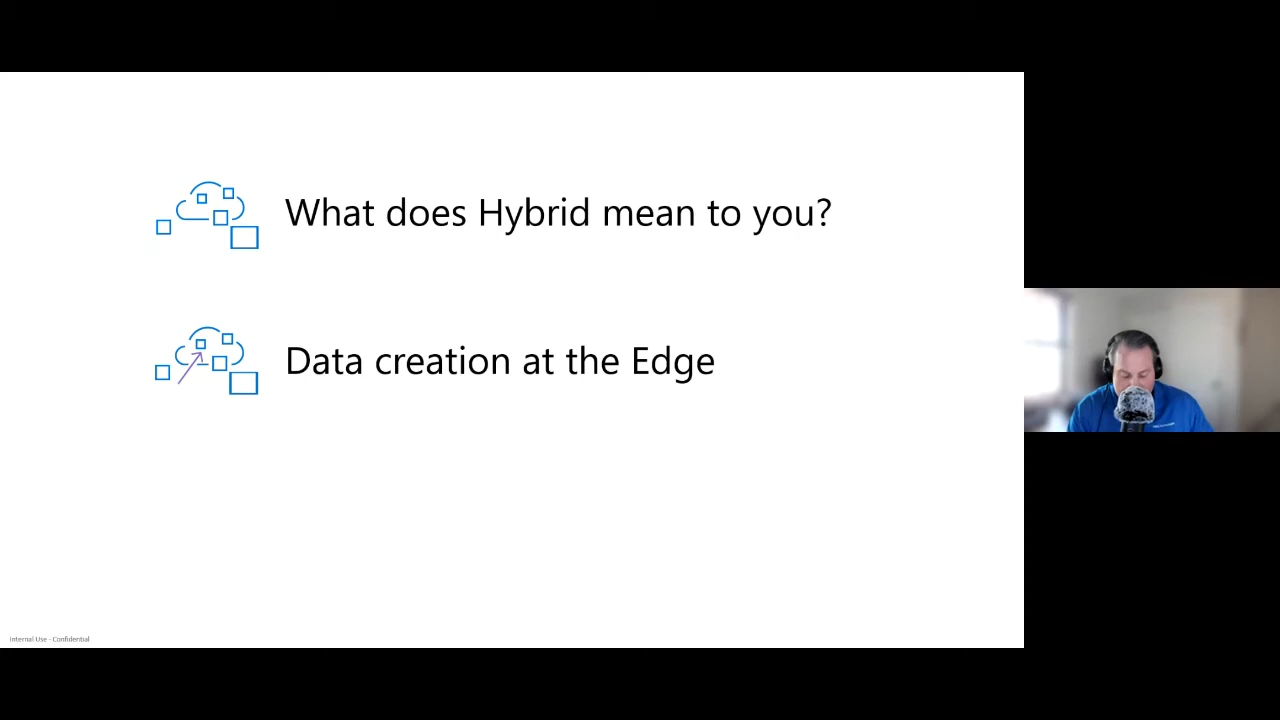 What does Hybrid mean to you?
Data creation at the Edge
Internal Use - Confidential